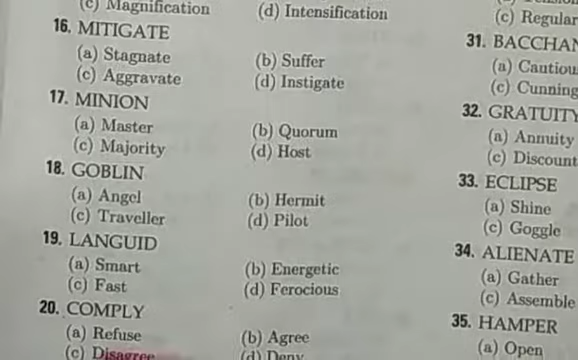 (c) Magnification (d) Intensification
16. MITIGATE
(a) Stagnate (b) Suffer
(c) Aggravate (d) Instigate
17. MINION
(a) Master (b) Quorum
(c) Majority (d) Host
18. GOBLIN
(a) Angel (b) Hermit
(c) Traveller (d) Pilot
19. LANGUID
(a) Smart (b) Energetic
(c) Fast (d) Ferocious
20. COMPLY
(a) Refuse (b) Agree
(c) Disagree (d) Deny
(c) Regular
31.
(a)
(c) Cunning
32. GRATUITY
(a) Annuity
(c) Discount
33. ECLIPSE
(a) Shine
(c) Goggle
34. ALIENATE
(a) Gather
(c) Assemble
35. HAMPER
(a) Open